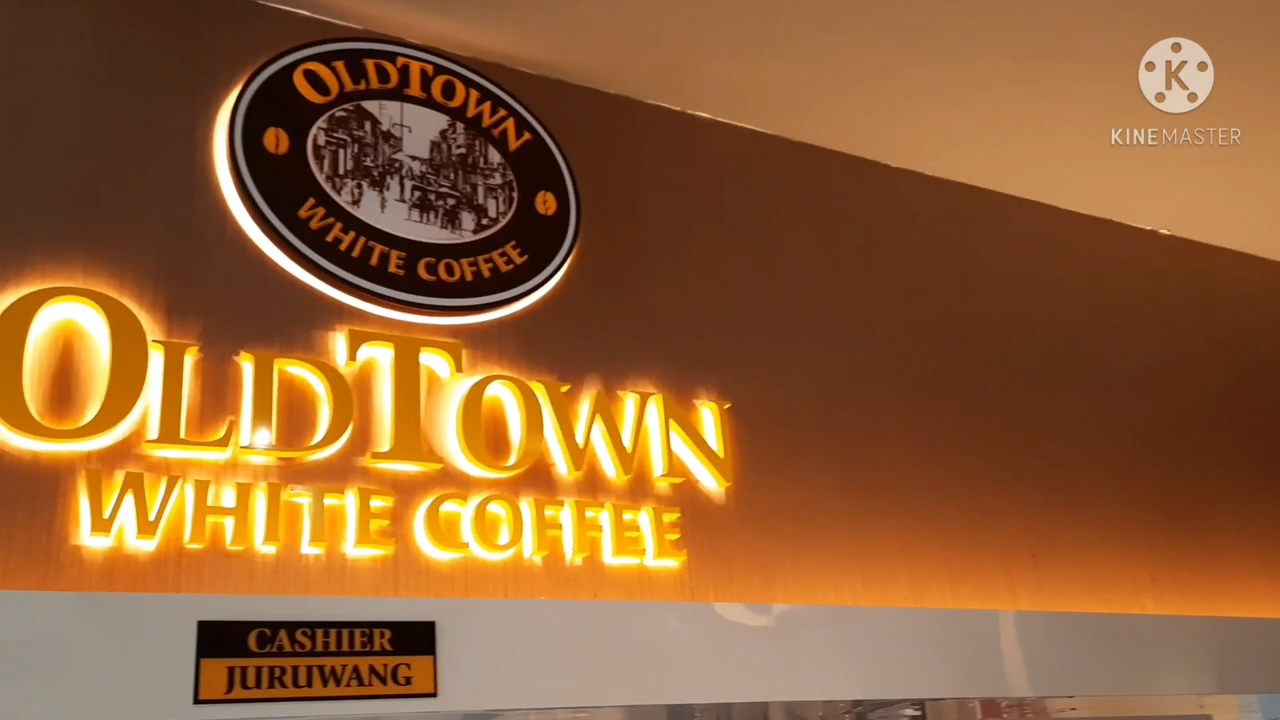 OLDTOWN
WHITE COFFEE
K
KINEMASTER
OLDTOWN
WHITE COFFEE
CASHIER
JURUWANG